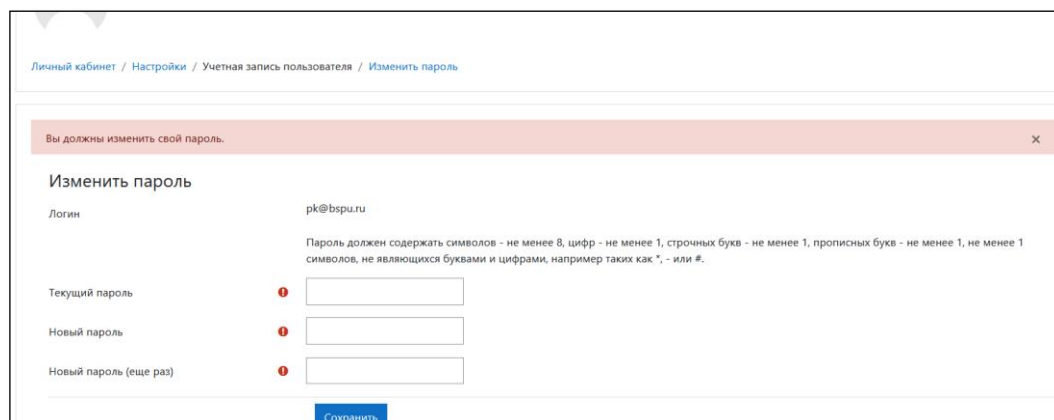 Личный кабинет / Настройки / Учетная запись пользователя / Изменить пароль
Вы должны изменить свой пароль. ×
Изменить пароль
Логин pk@bspu.ru
Пароль должен содержать символов - не менее 8, цифр - не менее 1, строчных букв - не менее 1, прописных букв - не менее 1, не менее 1
символов, не являющихся буквами и цифрами, например таких как *, - или #.
Текущий пароль
Новый пароль
Новый пароль (еще раз)
Сохранить